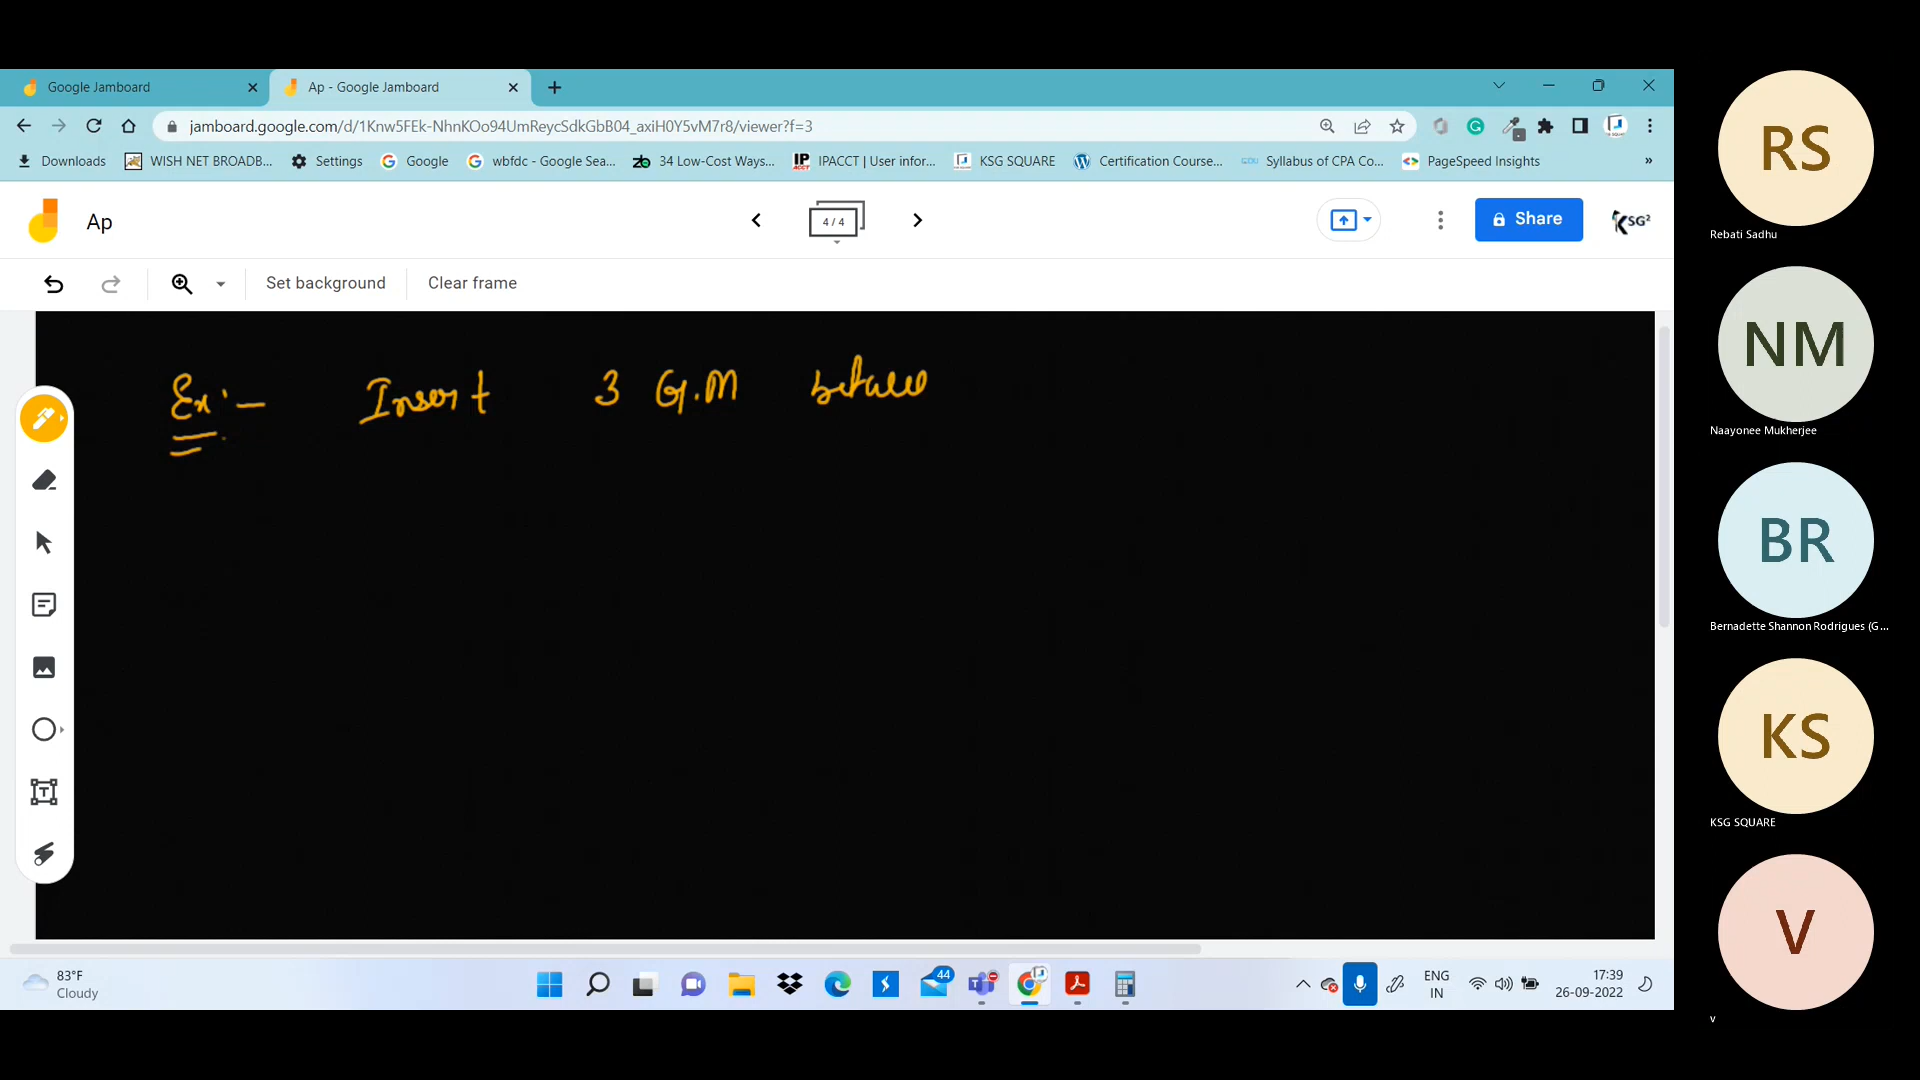 Google Jamboard
Ap - Google Jamboard
jamboard.google.com/d/1Knw5FEk-NhnKOo94UmReycSdkGbB04_axiH0Y5vM7r8/viewer?f=3
Downloads WISH NET BROADB... Settings Google wbfdc - Google Sea... 34 Low-Cost Ways... IPACCT | User infor... KSG SQUARE Certification Course... Syllabus of CPA Co... PageSpeed Insights »
Ap
4 / 4
Share
KSG²
Set background
Clear frame
Ex:- Insert 3 G.M betwee
RS
Rebati Sadhu
NM
Naayonee Mukherjee
BR
Bernadette Shannon Rodrigues (G...
KS
KSG SQUARE
V
v
83°F
Cloudy
44
ENG
IN
17:39
26-09-2022